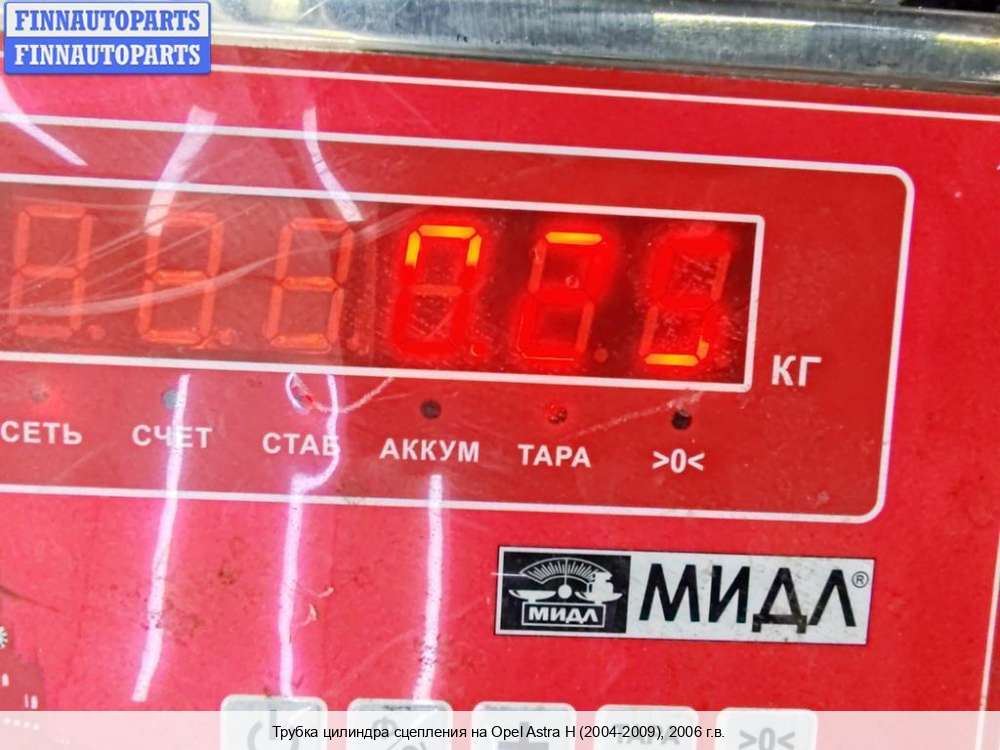 FINNAUTOPARTS
FINNAUTOPARTS
КГ
СЕТЬ СЧЕТ СТАБ АККУМ ТАРА >0<
МИДЛ МИДЛ®
ТАРА >0<
Трубка цилиндра сцепления на Opel Astra H (2004-2009), 2006 г.в.